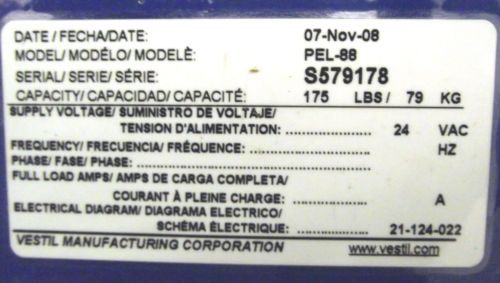 DATE / FECHA/DATE: 07-Nov-08
MODEL/ MODÉLO/ MODELÈ: PEL-88
SERIAL/ SERIE/ SÉRIE: S579178
CAPACITY/ CAPACIDAD/ CAPACITÉ: 175 LBS / 79 KG
SUPPLY VOLTAGE/ SUMINISTRO DE VOLTAJE/
TENSION D'ALIMENTATION: ........................ 24 VAC
FREQUENCY/ FRECUENCIA/ FRÉQUENCE: ........................ HZ
PHASE/ FASE/ PHASE: ........................
FULL LOAD AMPS/ AMPS DE CARGA COMPLETA/
COURANT À PLEINE CHARGE: ........................ A
ELECTRICAL DIAGRAM/ DIAGRAMA ELECTRICO/
SCHÉMA ÉLECTRIQUE: ........................ 21-124-022
VESTIL MANUFACTURING CORPORATION www.vestil.com